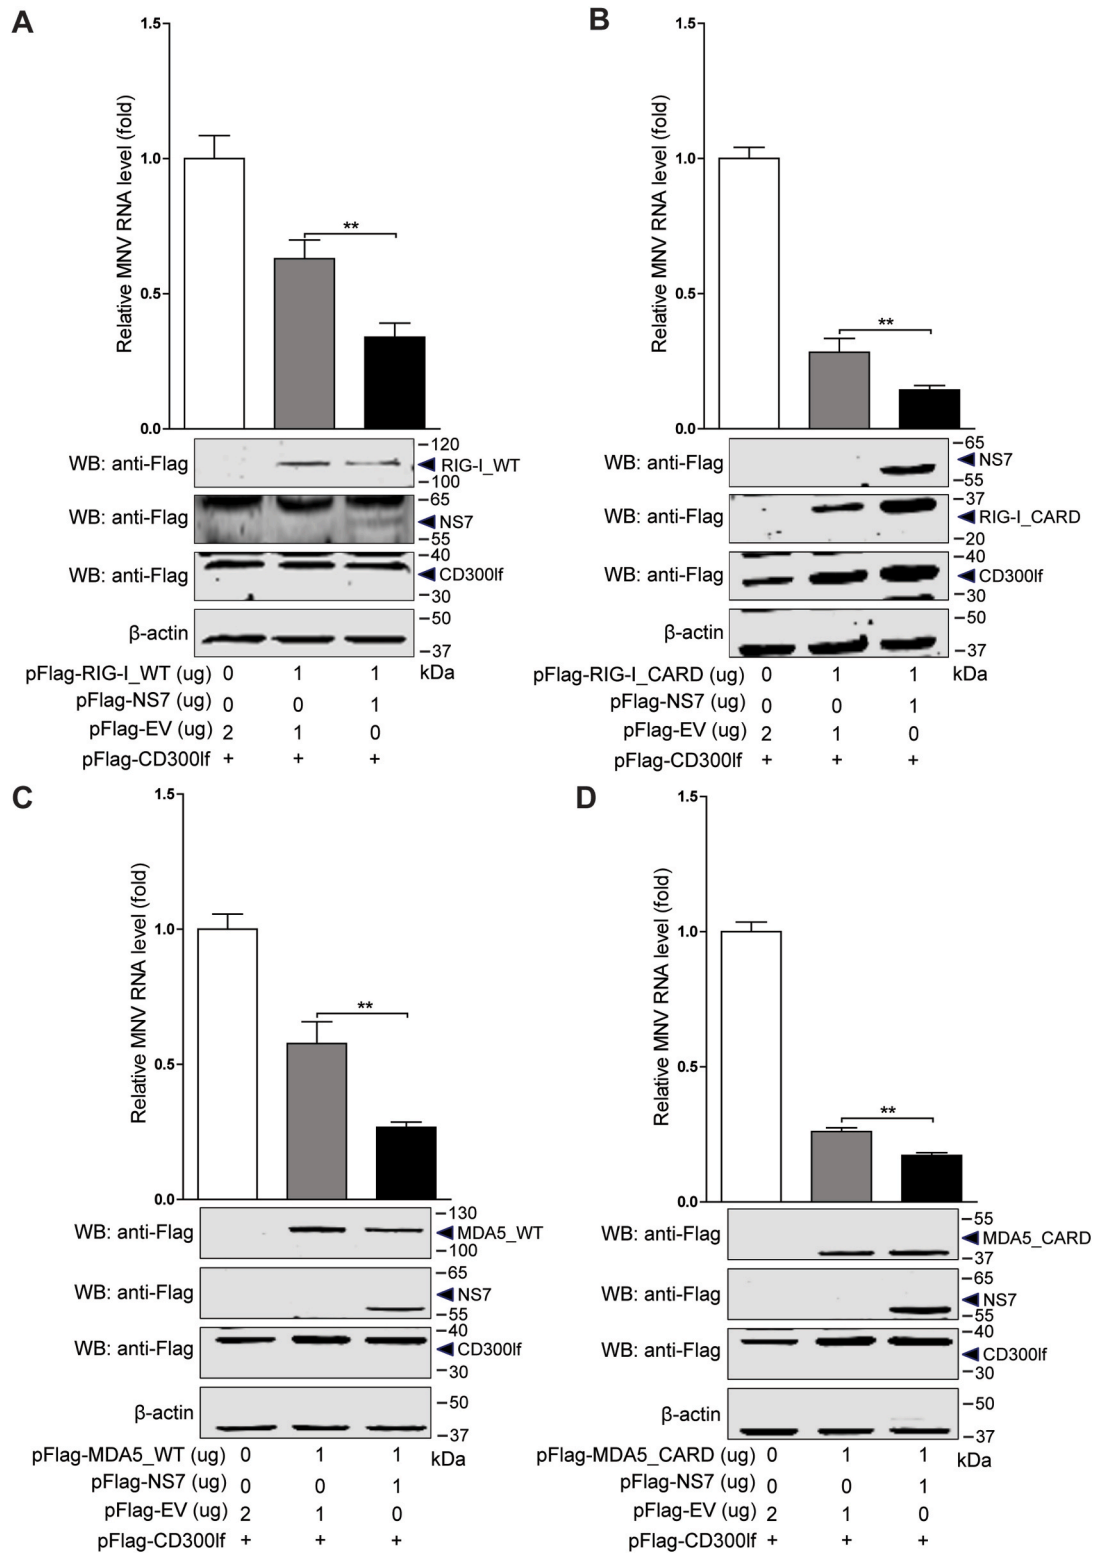 A
Relative MNV RNA level (fold)
1.5
1.0
0.5
0.0
**
WB: anti-Flag
120
RIG-I_WT
100
WB: anti-Flag
65
NS7
55
WB: anti-Flag
40
CD300lf
30
β-actin
50
37
pFlag-RIG-I_WT (ug) 0 1 1 kDa
pFlag-NS7 (ug) 0 0 1
pFlag-EV (ug) 2 1 0
pFlag-CD300lf + + +
B
Relative MNV RNA level (fold)
1.5
1.0
0.5
0.0
**
WB: anti-Flag
65
NS7
55
WB: anti-Flag
37
RIG-I_CARD
20
WB: anti-Flag
40
CD300lf
30
β-actin
50
37
pFlag-RIG-I_CARD (ug) 0 1 1 kDa
pFlag-NS7 (ug) 0 0 1
pFlag-EV (ug) 2 1 0
pFlag-CD300lf + + +
C
Relative MNV RNA level (fold)
1.5
1.0
0.5
0.0
**
WB: anti-Flag
130
MDA5_WT
100
WB: anti-Flag
65
NS7
55
WB: anti-Flag
40
CD300lf
30
β-actin
50
37
pFlag-MDA5_WT (ug) 0 1 1 kDa
pFlag-NS7 (ug) 0 0 1
pFlag-EV (ug) 2 1 0
pFlag-CD300lf + + +
D
Relative MNV RNA level (fold)
1.5
1.0
0.5
0.0
**
WB: anti-Flag
55
MDA5_CARD
37
WB: anti-Flag
65
NS7
55
WB: anti-Flag
40
CD300lf
30
β-actin
50
37
pFlag-MDA5_CARD (ug) 0 1 1 kDa
pFlag-NS7 (ug) 0 0 1
pFlag-EV (ug) 2 1 0
pFlag-CD300lf + + +